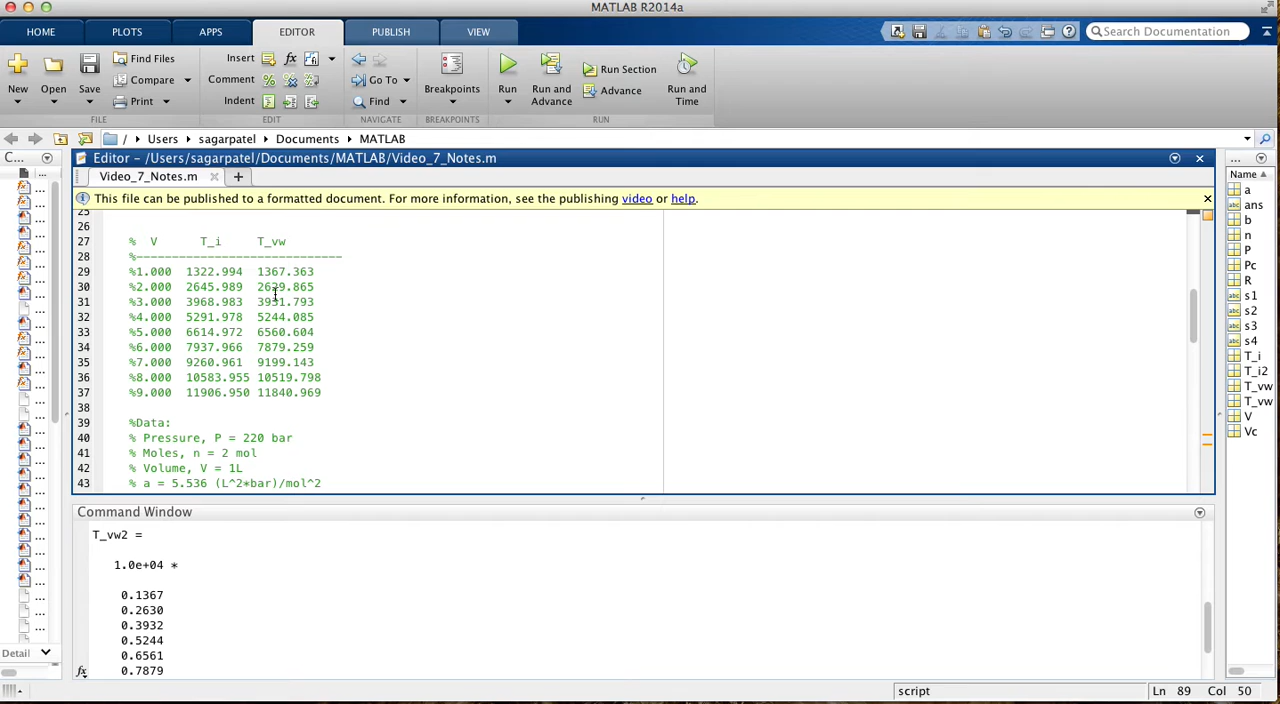 MATLAB R2014a
HOME PLOTS APPS EDITOR PUBLISH VIEW Search Documentation
New Open Save Find Files Compare Print Insert Comment Indent Go To Find Breakpoints Run Run and Advance Run Section Advance Run and Time
FILE EDIT NAVIGATE BREAKPOINTS RUN
/ Users sagarpatel Documents MATLAB
C... Editor - /Users/sagarpatel/Documents/MATLAB/Video_7_Notes.m ...
Video_7_Notes.m +
This file can be published to a formatted document. For more information, see the publishing video or help.
25
26
27 % V T_i T_vw
28 %-----------------------------
29 %1.000 1322.994 1367.363
30 %2.000 2645.989 2629.865
31 %3.000 3968.983 3931.793
32 %4.000 5291.978 5244.085
33 %5.000 6614.972 6560.604
34 %6.000 7937.966 7879.259
35 %7.000 9260.961 9199.143
36 %8.000 10583.955 10519.798
37 %9.000 11906.950 11840.969
38
39 %Data:
40 % Pressure, P = 220 bar
41 % Moles, n = 2 mol
42 % Volume, V = 1L
43 % a = 5.536 (L^2*bar)/mol^2
Command Window
T_vw2 =
1.0e+04 *
0.1367
0.2630
0.3932
0.5244
0.6561
0.7879
fx
Name
a
ans
b
n
P
Pc
R
s1
s2
s3
s4
T_i
T_i2
T_vw
T_vw
V
Vc
Detail
script Ln 89 Col 50